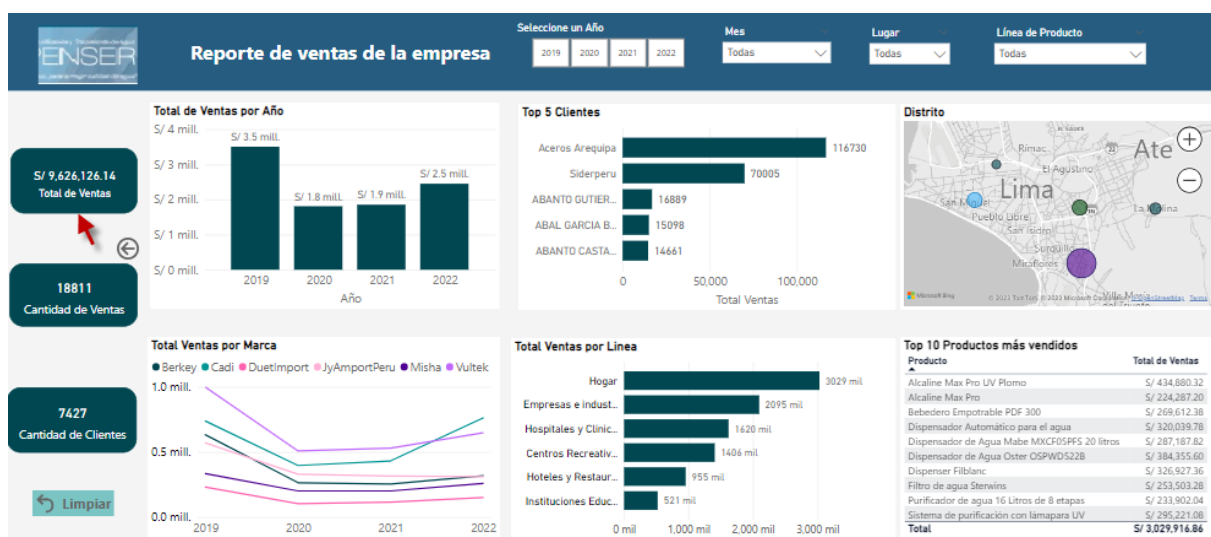 ENSER
Reporte de ventas de la empresa
Seleccione un Año
2019 2020 2021 2022
Mes
Todas
Lugar
Todas
Línea de Producto
Todas
S/ 9,626,126.14
Total de Ventas
18811
Cantidad de Ventas
7427
Cantidad de Clientes
Limpiar
Total de Ventas por Año
S/ 4 mill.
S/ 3 mill.
S/ 2 mill.
S/ 1 mill.
S/ 0 mill.
S/ 3.5 mill.
S/ 1.8 mill.
S/ 1.9 mill.
S/ 2.5 mill.
2019 2020 2021 2022
Año
Top 5 Clientes
Aceros Arequipa 116730
Siderperu 70005
ABANTO GUTIER... 16889
ABAL GARCIA B... 15098
ABANTO CASTA... 14661
0 50,000 100,000
Total Ventas
Distrito
Rímac
Ate
El Agustino
Lima
San Miguel
Pueblo Libre
La Molina
San Isidro
Surquillo
Miraflores
Microsoft Bing
© 2023 TomTom, © 2023 Microsoft
Terms
Total Ventas por Marca
Berkey Cadi DuetImport JyAmportPeru Misha Vultek
1.0 mill.
0.5 mill.
0.0 mill.
2019 2020 2021 2022
Total Ventas por Linea
Hogar 3029 mil
Empresas e indust... 2095 mil
Hospitales y Clinic... 1620 mil
Centros Recreativ... 1406 mil
Hoteles y Restaur... 955 mil
Instituciones Educ... 521 mil
0 mil 1,000 mil 2,000 mil 3,000 mil
Top 10 Productos más vendidos
Producto Total de Ventas
Alcaline Max Pro UV Plomo S/ 434,880.32
Alcaline Max Pro S/ 224,287.20
Bebedero Empotrable PDF 300 S/ 269,612.38
Dispensador Automático para el agua S/ 320,039.78
Dispensador de Agua Mabe MXCF05PFS 20 litros S/ 287,187.82
Dispensador de Agua Oster OSPWD522B S/ 384,355.60
Dispenser Filblanc S/ 326,927.36
Filtro de agua Sterwins S/ 253,503.28
Purificador de agua 16 Litros de 8 etapas S/ 233,902.04
Sistema de purificación con lámapara UV S/ 295,221.08
Total S/ 3,029,916.86